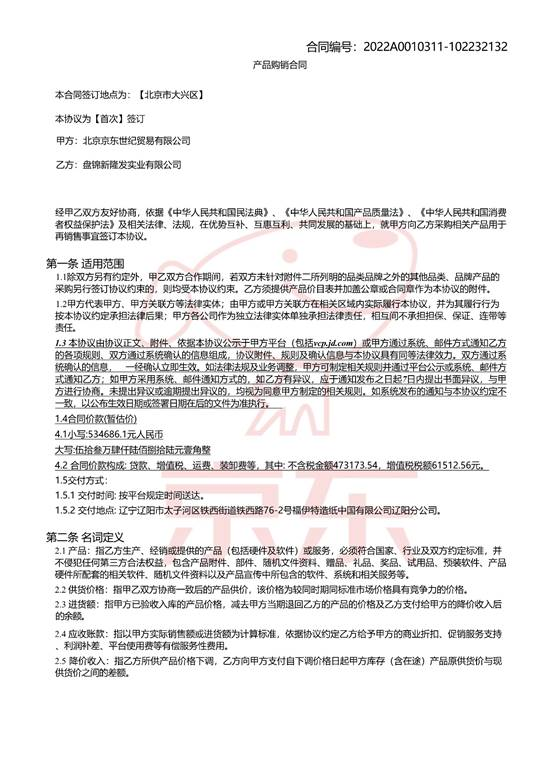 合同编号：2022A0010311-102232132
产品购销合同
本合同签订地点为：【北京市大兴区】
本协议为【首次】签订
甲方：北京京东世纪贸易有限公司
乙方：盘锦新隆发实业有限公司
经甲乙双方友好协商，依据《中华人民共和国民法典》、《中华人民共和国产品质量法》、《中华人民共和国消费
者权益保护法》及相关法律、法规，在优势互补、互惠互利、共同发展的基础上，就甲方向乙方采购相关产品用于
再销售事宜签订本协议。
第一条 适用范围
1.1除双方另有约定外，甲乙双方合作期间，若双方未针对附件二所列明的品类品牌之外的其他品类、品牌产品的
采购另行签订协议约束的，则均受本协议约束。乙方须提供产品价目表并加盖公章或合同章作为本协议的附件。
1.2甲方代表甲方、甲方关联方等法律实体；由甲方或甲方关联方在相关区域内实际履行本协议，并为其履行行为
按本协议约定承担法律后果；甲方各公司作为独立法律实体单独承担法律责任，相互间不承担担保、保证、连带等
责任。
1.3 本协议由协议正文、附件、依据本协议公示于甲方平台（包括vcp.jd.com）或甲方通过系统、邮件方式通知乙方
的各项规则、双方通过系统确认的信息组成，协议附件、规则及确认信息与本协议具有同等法律效力。双方通过系
统确认的信息， 一经确认立即生效。如法律法规及业务调整，甲方可制定相关规则并通过平台公示或系统、邮件方
式通知乙方；如甲方采用系统、邮件通知方式的，如乙方有异议，应于通知发布之日起7日内提出书面异议，与甲
方进行协商。未提出异议或逾期提出异议的，均视为同意甲方制定的相关规则。如系统发布的通知与本协议约定不
一致，以公布生效日期或签署日期在后的文件为准执行。
1.4合同价款(暂估价)
4.1小写:534686.1元人民币
大写:伍拾叁万肆仟陆佰捌拾陆元壹角整
4.2 合同价款构成: 贷款、增值税、运费、装卸费等，其中: 不含税金额473173.54，增值税税额61512.56元。
1.5交付方式：
1.5.1 交付时间: 按平台规定时间送达。
1.5.2 交付地点: 辽宁辽阳市太子河区铁西街道铁西路76-2号福伊特造纸中国有限公司辽阳分公司。
第二条 名词定义
2.1 产品：指乙方生产、经销或提供的产品（包括硬件及软件）或服务，必须符合国家、行业及双方约定标准，并
不侵犯任何第三方合法权益，包含产品附件、部件、随机文件资料、赠品、礼品、奖品、试用品、预装软件、产品
硬件所配套的相关软件、随机文件资料以及产品宣传中所包含的软件、系统和相关服务等。
2.2 供货价格：指甲乙双方协商一致后的产品供价，该价格为较同时期同标准市场价格具有竞争力的价格。
2.3 进货额：指甲方已验收入库的产品价格，减去甲方当期退回乙方的产品的价格及乙方支付给甲方的降价收入后
的余额。
2.4 应收账款：指以甲方实际销售额或进货额为计算标准，依据协议约定乙方给予甲方的商业折扣、促销服务支持
、利润补差、平台使用费等有偿服务性费用。
2.5 降价收入：指乙方所供产品价格下调，乙方向甲方支付自下调价格日起甲方库存（含在途）产品原供货价与现
供货价之间的差额。
京东